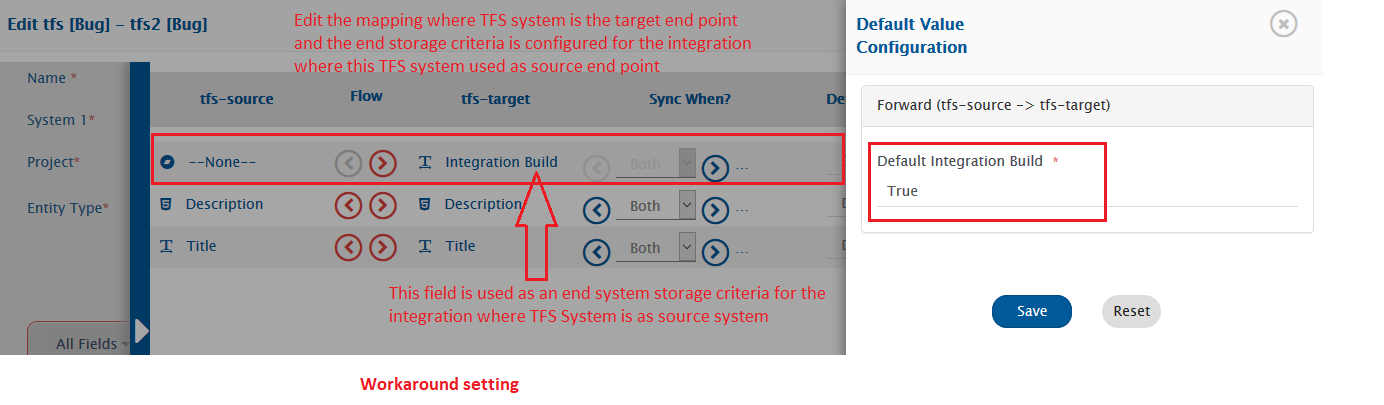 Edit tfs [Bug] – tfs2 [Bug]
Edit the mapping where TFS system is the target end point
and the end storage criteria is configured for the integration
where this TFS system used as source end point
Name *
System 1*
Project*
Entity Type*
All Fields
tfs-source Flow tfs-target Sync When? De
--None-- Integration Build Both ...
Description Description Both ...
Title Title Both ...
This field is used as an end system storage criteria for the
integration where TFS System is as source system
Default Value
Configuration
Forward (tfs-source -> tfs-target)
Default Integration Build *
True
Save Reset
Workaround setting